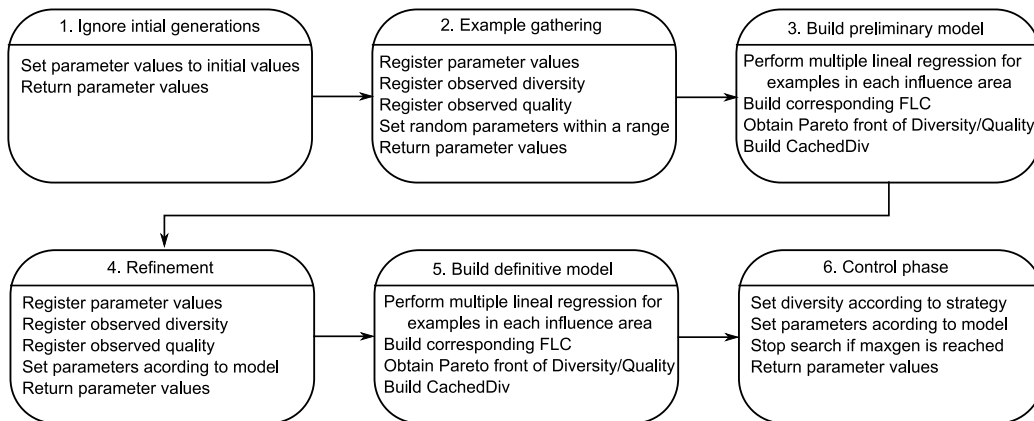 1. Ignore intial generations
Set parameter values to initial values
Return parameter values
2. Example gathering
Register parameter values
Register observed diversity
Register observed quality
Set random parameters within a range
Return parameter values
3. Build preliminary model
Perform multiple lineal regression for
examples in each influence area
Build corresponding FLC
Obtain Pareto front of Diversity/Quality
Build CachedDiv
4. Refinement
Register parameter values
Register observed diversity
Register observed quality
Set parameters acording to model
Return parameter values
5. Build definitive model
Perform multiple lineal regression for
examples in each influence area
Build corresponding FLC
Obtain Pareto front of Diversity/Quality
Build CachedDiv
6. Control phase
Set diversity according to strategy
Set parameters acording to model
Stop search if maxgen is reached
Return parameter values